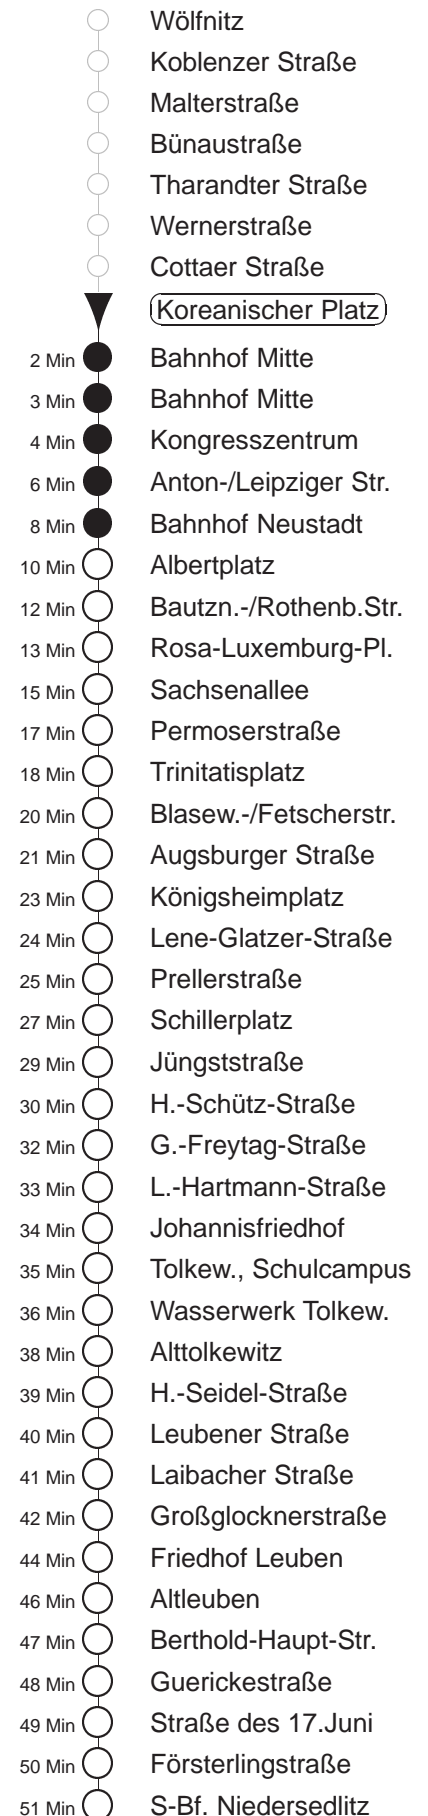 Wölfnitz
Koblenzer Straße
Malterstraße
Bünaustraße
Tharandter Straße
Wernerstraße
Cottaer Straße
Koreanischer Platz
2 Min Bahnhof Mitte
3 Min Bahnhof Mitte
4 Min Kongresszentrum
6 Min Anton-/Leipziger Str.
8 Min Bahnhof Neustadt
10 Min Albertplatz
12 Min Bautzn.-/Rothenb.Str.
13 Min Rosa-Luxemburg-Pl.
15 Min Sachsenallee
17 Min Permoserstraße
18 Min Trinitatisplatz
20 Min Blasew.-/Fetscherstr.
21 Min Augsburger Straße
23 Min Königsheimplatz
24 Min Lene-Glatzer-Straße
25 Min Prellerstraße
27 Min Schillerplatz
29 Min Jüngststraße
30 Min H.-Schütz-Straße
32 Min G.-Freytag-Straße
33 Min L.-Hartmann-Straße
34 Min Johannisfriedhof
35 Min Tolkew., Schulcampus
36 Min Wasserwerk Tolkew.
38 Min Alttolkewitz
39 Min H.-Seidel-Straße
40 Min Leubener Straße
41 Min Laibacher Straße
42 Min Großglocknerstraße
44 Min Friedhof Leuben
46 Min Altleuben
47 Min Berthold-Haupt-Str.
48 Min Guerickestraße
49 Min Straße des 17.Juni
50 Min Försterlingstraße
51 Min S-Bf. Niedersedlitz